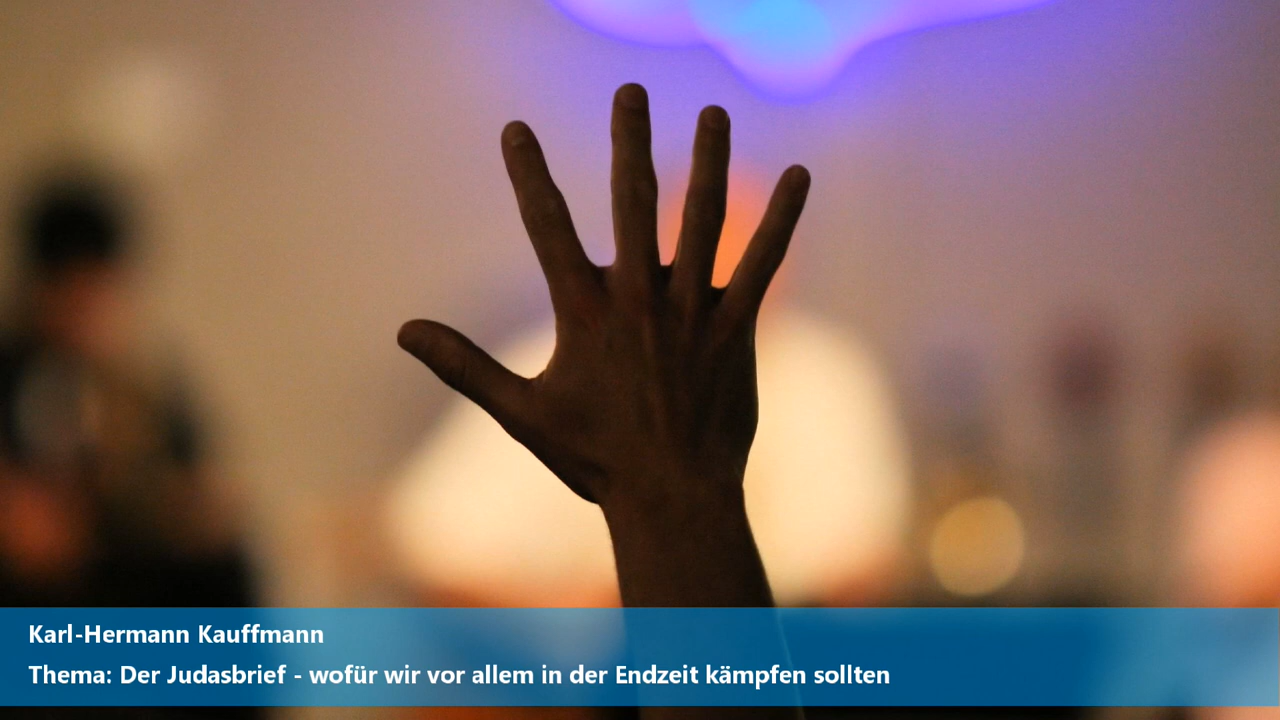 Karl-Hermann Kauffmann
Thema: Der Judasbrief - wofür wir vor allem in der Endzeit kämpfen sollten